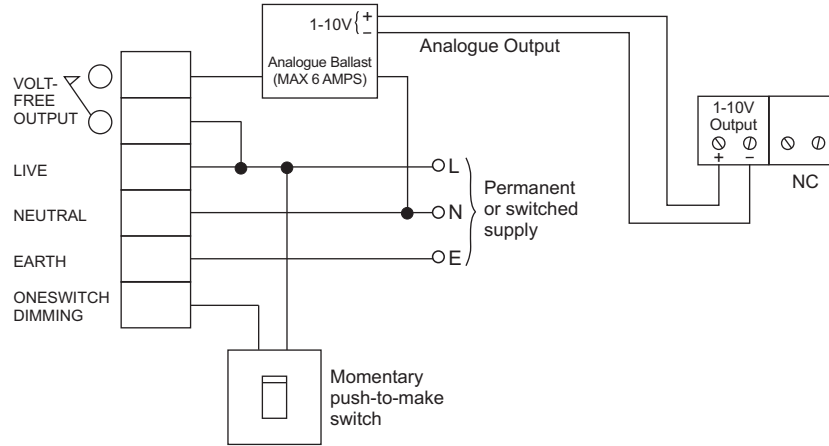 1-10V { +
–
Analogue Ballast
(MAX 6 AMPS)
Analogue Output
VOLT-
FREE
OUTPUT
LIVE
NEUTRAL
EARTH
ONESWITCH
DIMMING
L
N
E
Permanent
or switched
supply
1-10V
Output
+ –
NC
Momentary
push-to-make
switch